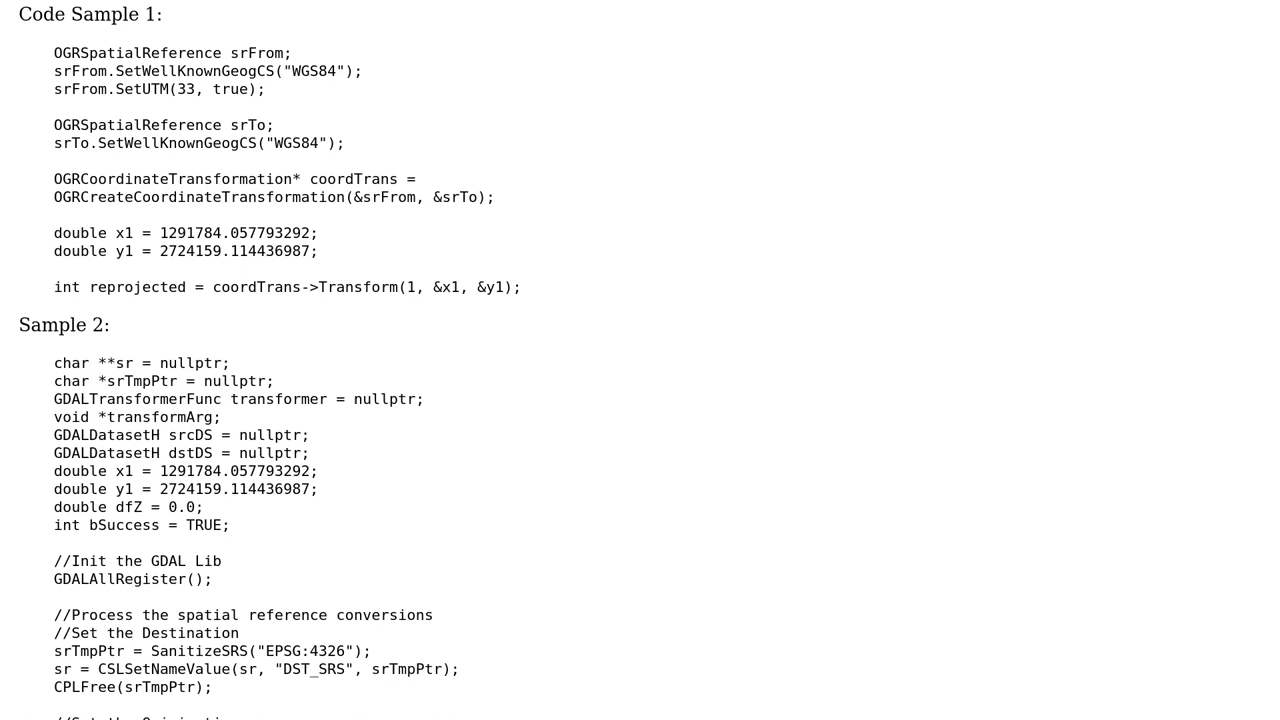 Code Sample 1:
OGRSpatialReference srFrom;
srFrom.SetWellKnownGeogCS("WGS84");
srFrom.SetUTM(33, true);
OGRSpatialReference srTo;
srTo.SetWellKnownGeogCS("WGS84");
OGRCoordinateTransformation* coordTrans =
OGRCreateCoordinateTransformation(&srFrom, &srTo);
double x1 = 1291784.057793292;
double y1 = 2724159.114436987;
int reprojected = coordTrans->Transform(1, &x1, &y1);
Sample 2:
char **sr = nullptr;
char *srTmpPtr = nullptr;
GDALTransformerFunc transformer = nullptr;
void *transformArg;
GDALDatasetH srcDS = nullptr;
GDALDatasetH dstDS = nullptr;
double x1 = 1291784.057793292;
double y1 = 2724159.114436987;
double dfZ = 0.0;
int bSuccess = TRUE;
//Init the GDAL Lib
GDALAllRegister();
//Process the spatial reference conversions
//Set the Destination
srTmpPtr = SanitizeSRS("EPSG:4326");
sr = CSLSetNameValue(sr, "DST_SRS", srTmpPtr);
CPLFree(srTmpPtr);